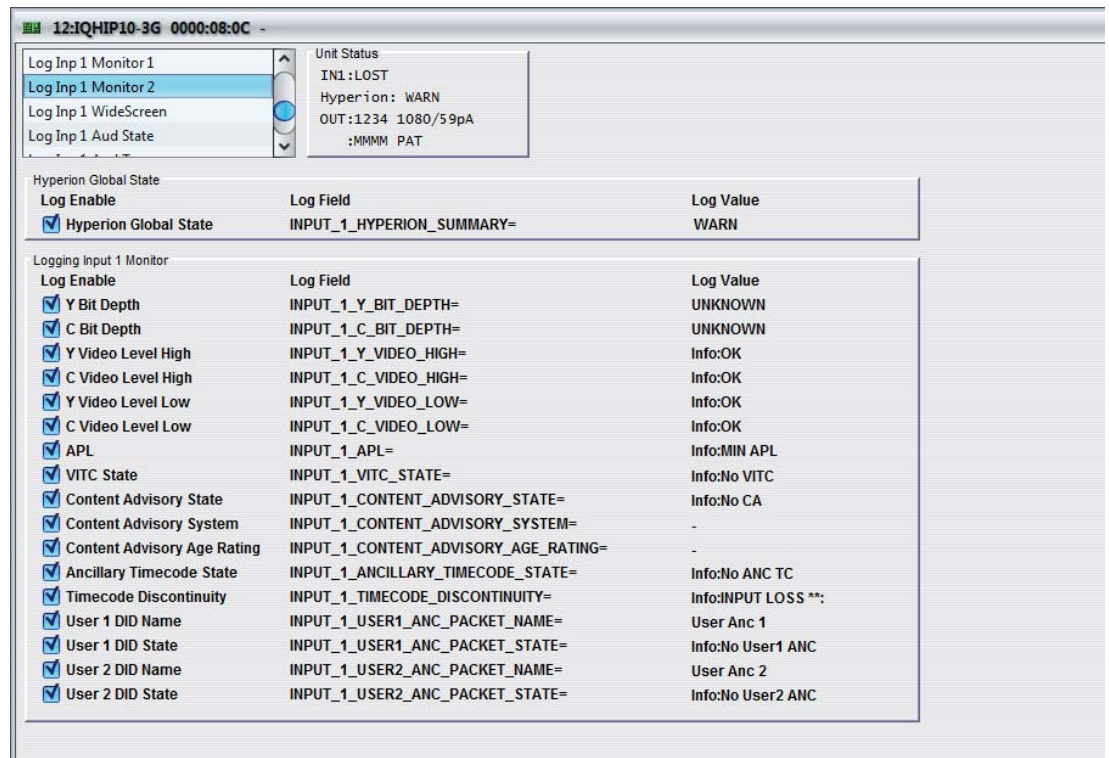 12:IQHIP10-3G 0000:08:0C -
Log Inp 1 Monitor 1
Log Inp 1 Monitor 2
Log Inp 1 WideScreen
Log Inp 1 Aud State
Unit Status
IN1:LOST
Hyperion: WARN
OUT:1234 1080/59pA
:MMMM PAT
Hyperion Global State
Log Enable Log Field Log Value
Hyperion Global State INPUT_1_HYPERION_SUMMARY= WARN
Logging Input 1 Monitor
Log Enable Log Field Log Value
Y Bit Depth INPUT_1_Y_BIT_DEPTH= UNKNOWN
C Bit Depth INPUT_1_C_BIT_DEPTH= UNKNOWN
Y Video Level High INPUT_1_Y_VIDEO_HIGH= Info:OK
C Video Level High INPUT_1_C_VIDEO_HIGH= Info:OK
Y Video Level Low INPUT_1_Y_VIDEO_LOW= Info:OK
C Video Level Low INPUT_1_C_VIDEO_LOW= Info:OK
APL INPUT_1_APL= Info:MIN APL
VITC State INPUT_1_VITC_STATE= Info:No VITC
Content Advisory State INPUT_1_CONTENT_ADVISORY_STATE= Info:No CA
Content Advisory System INPUT_1_CONTENT_ADVISORY_SYSTEM= -
Content Advisory Age Rating INPUT_1_CONTENT_ADVISORY_AGE_RATING= -
Ancillary Timecode State INPUT_1_ANCILLARY_TIMECODE_STATE= Info:No ANC TC
Timecode Discontinuity INPUT_1_TIMECODE_DISCONTINUITY= Info:INPUT LOSS **:
User 1 DID Name INPUT_1_USER1_ANC_PACKET_NAME= User Anc 1
User 1 DID State INPUT_1_USER1_ANC_PACKET_STATE= Info:No User1 ANC
User 2 DID Name INPUT_1_USER2_ANC_PACKET_NAME= User Anc 2
User 2 DID State INPUT_1_USER2_ANC_PACKET_STATE= Info:No User2 ANC